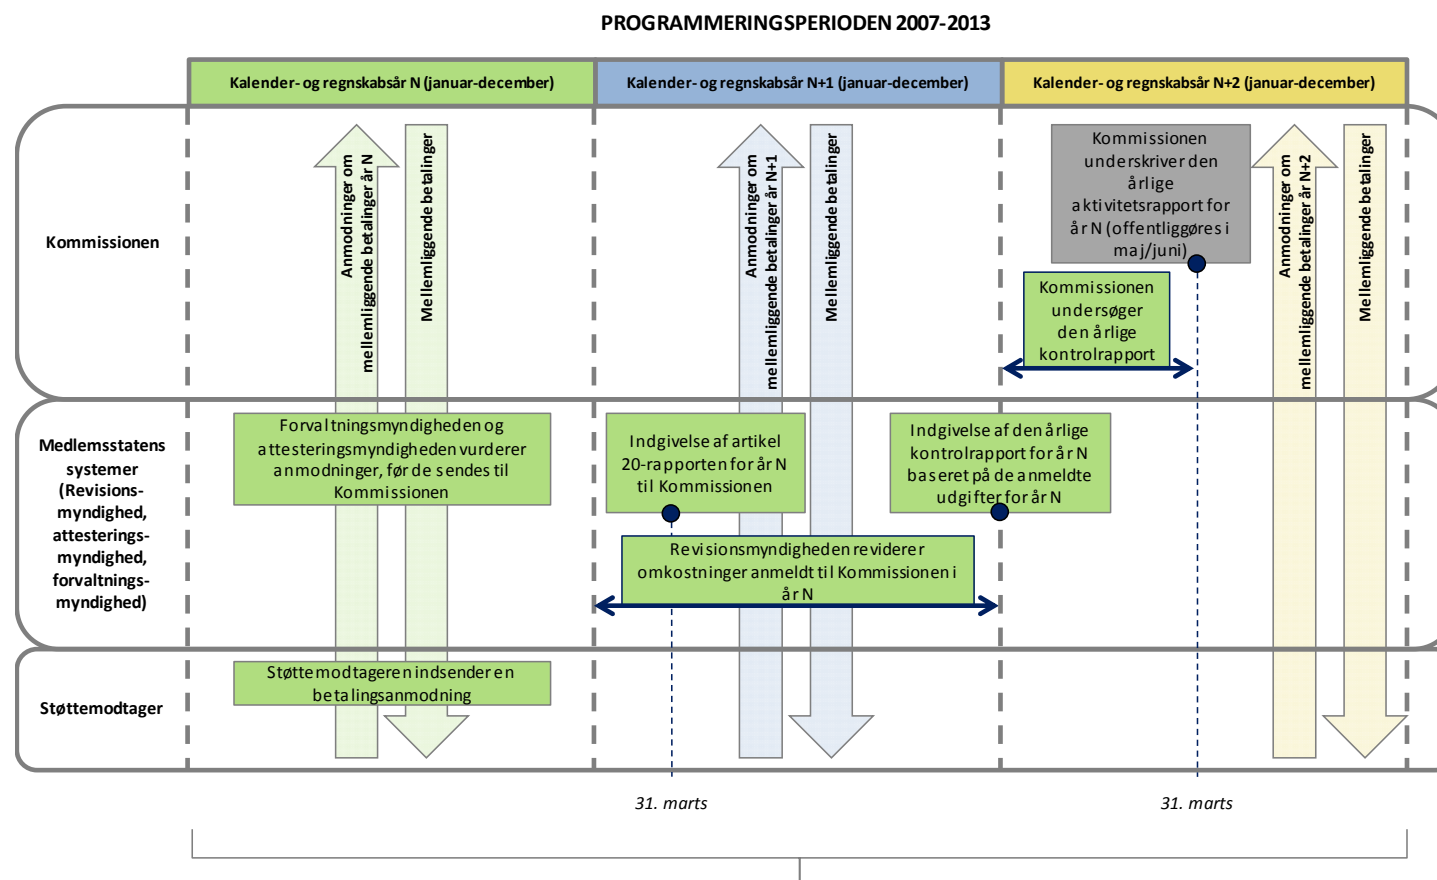 PROGRAMMERINGSPERIODEN 2007-2013
Kalender- og regnskabsår N (januar-december)
Kalender- og regnskabsår N+1 (januar-december)
Kalender- og regnskabsår N+2 (januar-december)
Kommissionen
Anmodninger om
mellemliggende betalinger år N
Mellemliggende betalinger
Anmodninger om
mellemliggende betalinger år N+1
Mellemliggende betalinger
Kommissionen
underskriver den
årlige
aktivitetsrapport for
år N (offentliggøres i
maj/juni)
Kommissionen
undersøger
den årlige
kontrolrapport
Anmodninger om
mellemliggende betalinger år N+2
Mellemliggende betalinger
Medlemsstatens
systemer
(Revisions-
myndighed,
attesterings-
myndighed,
forvaltnings-
myndighed)
Forvaltningsmyndigheden og
attesteringsmyndigheden vurderer
anmodninger, før de sendes til
Kommissionen
Indgivelse af artikel
20-rapporten for år N
til Kommissionen
Indgivelse af den årlige
kontrolrapport for år N
baseret på de anmeldte
udgifter for år N
Revisionsmyndigheden reviderer
omkostninger anmeldt til Kommissionen i
år N
Støttemodtager
Støttemodtageren indsender en
betalingsanmodning
31. marts
31. marts